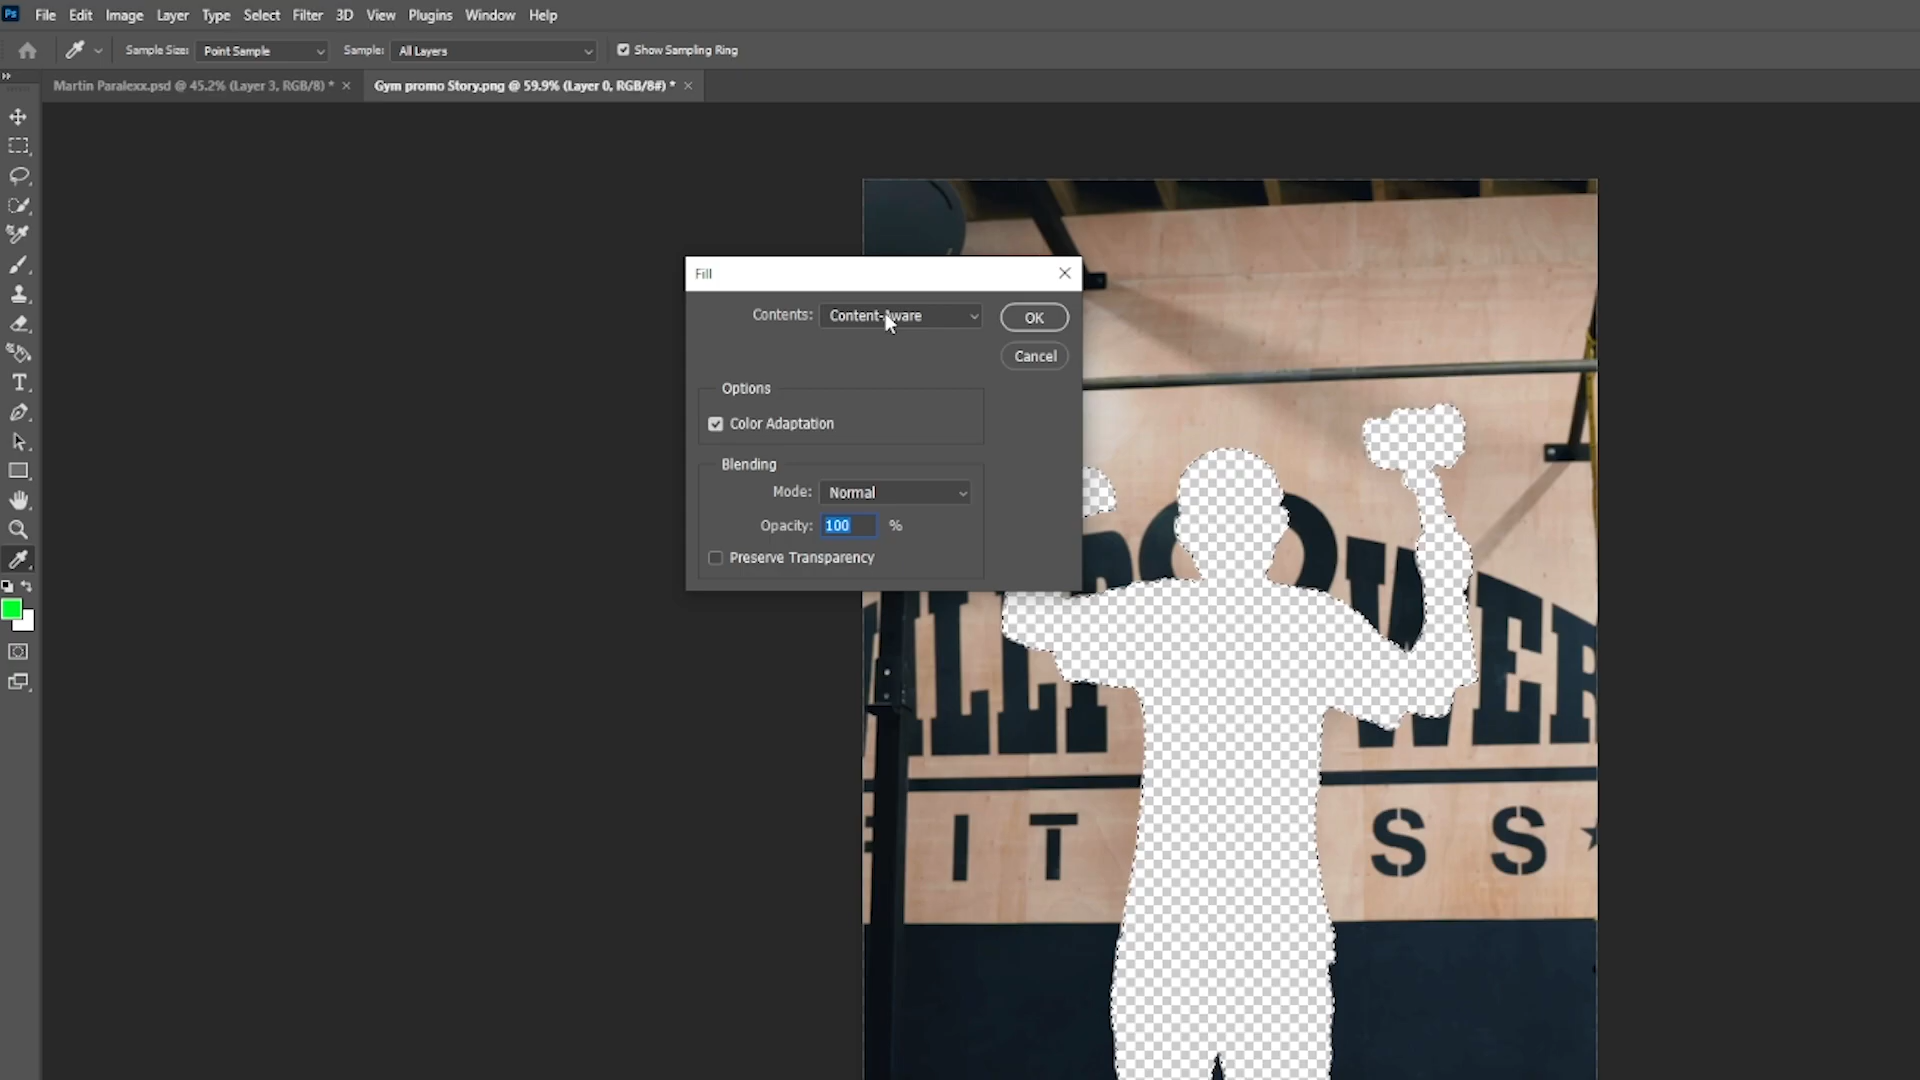 Ps File Edit Image Layer Type Select Filter 3D View Plugins Window Help
Sample Size: Point Sample Sample: All Layers Show Sampling Ring
Martin Paralexx.psd @ 45.2% (Layer 3, RGB/8) * × Gym promo Story.png @ 59.9% (Layer 0, RGB/8#) * ×
Fill
Contents: Content-Aware OK
Cancel
Options
Color Adaptation
Blending
Mode: Normal
Opacity: 100 %
Preserve Transparency
I T S S